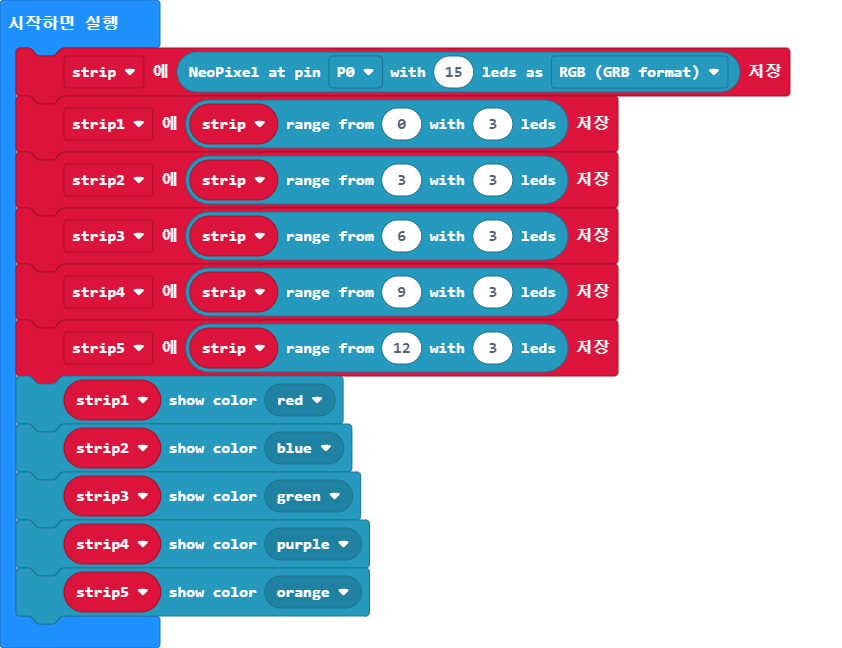 시작하면 실행
strip 에 NeoPixel at pin P0 with 15 leds as RGB (GRB format) 저장
strip1 에 strip range from 0 with 3 leds 저장
strip2 에 strip range from 3 with 3 leds 저장
strip3 에 strip range from 6 with 3 leds 저장
strip4 에 strip range from 9 with 3 leds 저장
strip5 에 strip range from 12 with 3 leds 저장
strip1 show color red
strip2 show color blue
strip3 show color green
strip4 show color purple
strip5 show color orange